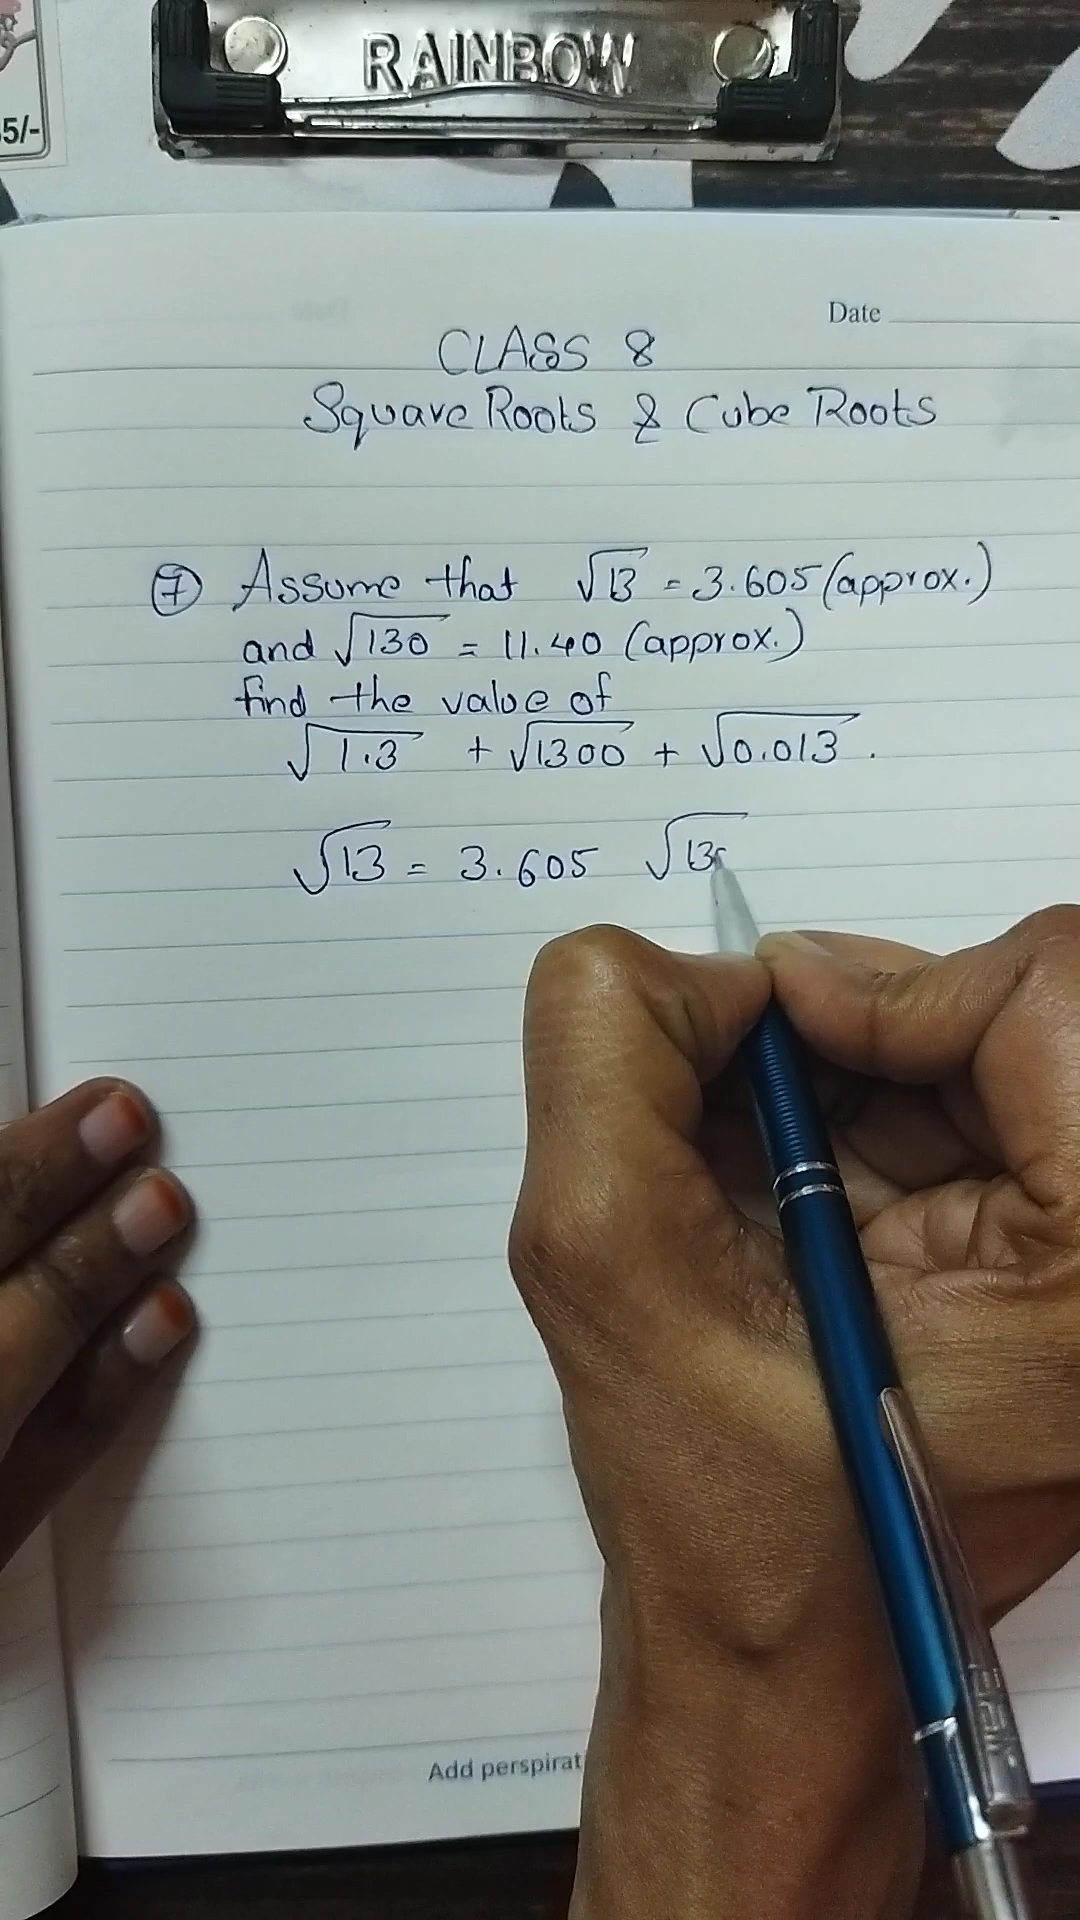 RAINBOW
5/-
Date
CLASS 8
Square Roots & Cube Roots
⑦ Assume that √13 = 3.605 (approx.)
and √130 = 11.40 (approx.)
find the value of
√1.3 + √1300 + √0.013.
√13 = 3.605 √13
Add perspirat